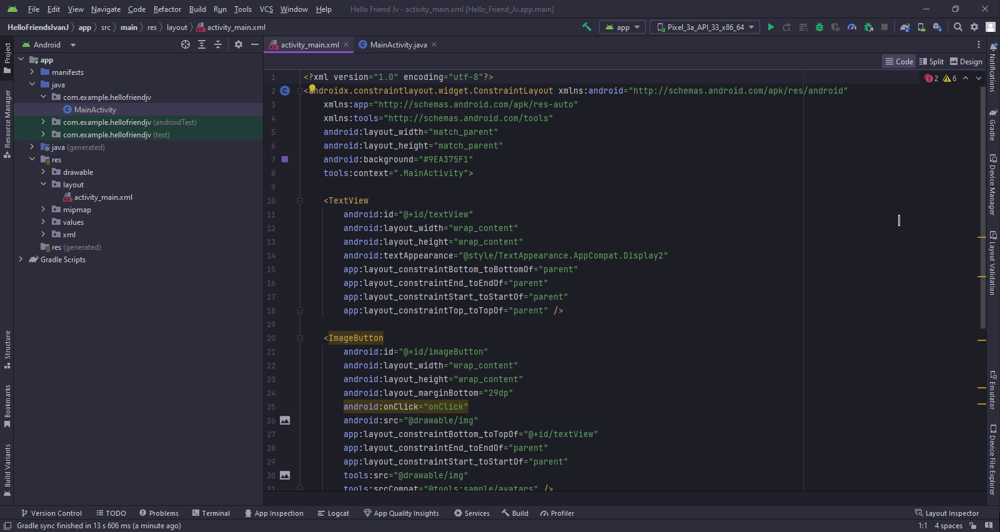 File Edit View Navigate Code Refactor Build Run Tools VCS Window Help Hello Friend Jv - activity_main.xml [Hello_Friend_Jv.app.main]
HelloFriendsIvanJ app src main res layout activity_main.xml app Pixel_3a_API_33_x86_64
Project
Resource Manager
Structure
Bookmarks
Build Variants
Android
app
manifests
java
com.example.hellofriendjv
MainActivity
com.example.hellofriendjv (androidTest)
com.example.hellofriendjv (test)
java (generated)
res
drawable
layout
activity_main.xml
mipmap
values
xml
res (generated)
Gradle Scripts
activity_main.xml MainActivity.java
Code Split Design
2 6
1 <?xml version="1.0" encoding="utf-8"?>
2 <androidx.constraintlayout.widget.ConstraintLayout xmlns:android="http://schemas.android.com/apk/res/android"
3 xmlns:app="http://schemas.android.com/apk/res-auto"
4 xmlns:tools="http://schemas.android.com/tools"
5 android:layout_width="match_parent"
6 android:layout_height="match_parent"
7 android:background="#9EA375F1"
8 tools:context=".MainActivity">
9
10 <TextView
11 android:id="@+id/textView"
12 android:layout_width="wrap_content"
13 android:layout_height="wrap_content"
14 android:textAppearance="@style/TextAppearance.AppCompat.Display2"
15 app:layout_constraintBottom_toBottomOf="parent"
16 app:layout_constraintEnd_toEndOf="parent"
17 app:layout_constraintStart_toStartOf="parent"
18 app:layout_constraintTop_toTopOf="parent" />
19
20 <ImageButton
21 android:id="@+id/imageButton"
22 android:layout_width="wrap_content"
23 android:layout_height="wrap_content"
24 android:layout_marginBottom="29dp"
25 android:onClick="onClick"
26 android:src="@drawable/img"
27 app:layout_constraintBottom_toTopOf="@+id/textView"
28 app:layout_constraintEnd_toEndOf="parent"
29 app:layout_constraintStart_toStartOf="parent"
30 tools:src="@drawable/img"
31 tools:srcCompat="@tools:sample/avatars" />
Notifications
Gradle
Device Manager
Layout Validation
Emulator
Device File Explorer
Version Control TODO Problems Terminal App Inspection Logcat App Quality Insights Services Build Profiler Layout Inspector
Gradle sync finished in 13 s 606 ms (a minute ago) 1:1 4 spaces